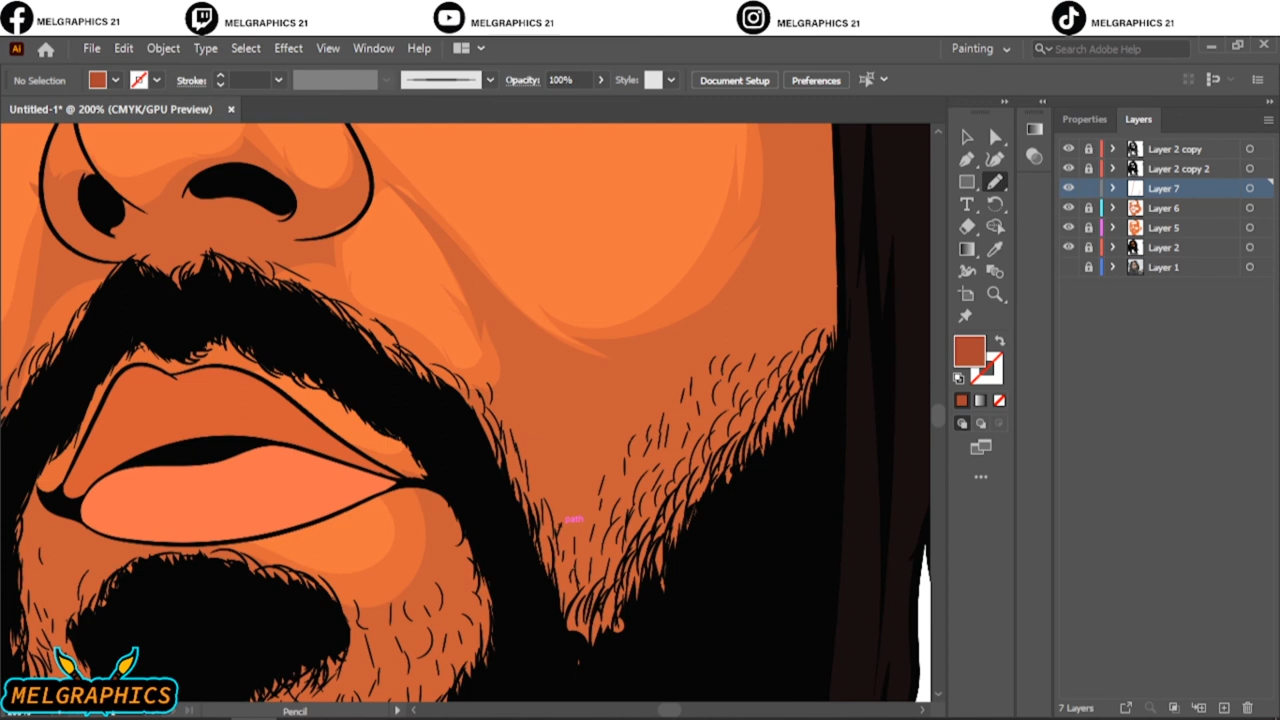 MELGRAPHICS 21
MELGRAPHICS 21
MELGRAPHICS 21
MELGRAPHICS 21
MELGRAPHICS 21
Ai File Edit Object Type Select Effect View Window Help Painting Search Adobe Help
No Selection Stroke: Opacity: 100% Style: Document Setup Preferences
Untitled-1* @ 200% (CMYK/GPU Preview)
Properties Layers
Layer 2 copy
Layer 2 copy 2
Layer 7
Layer 6
Layer 5
Layer 2
Layer 1
path
MELGRAPHICS
Pencil
7 Layers